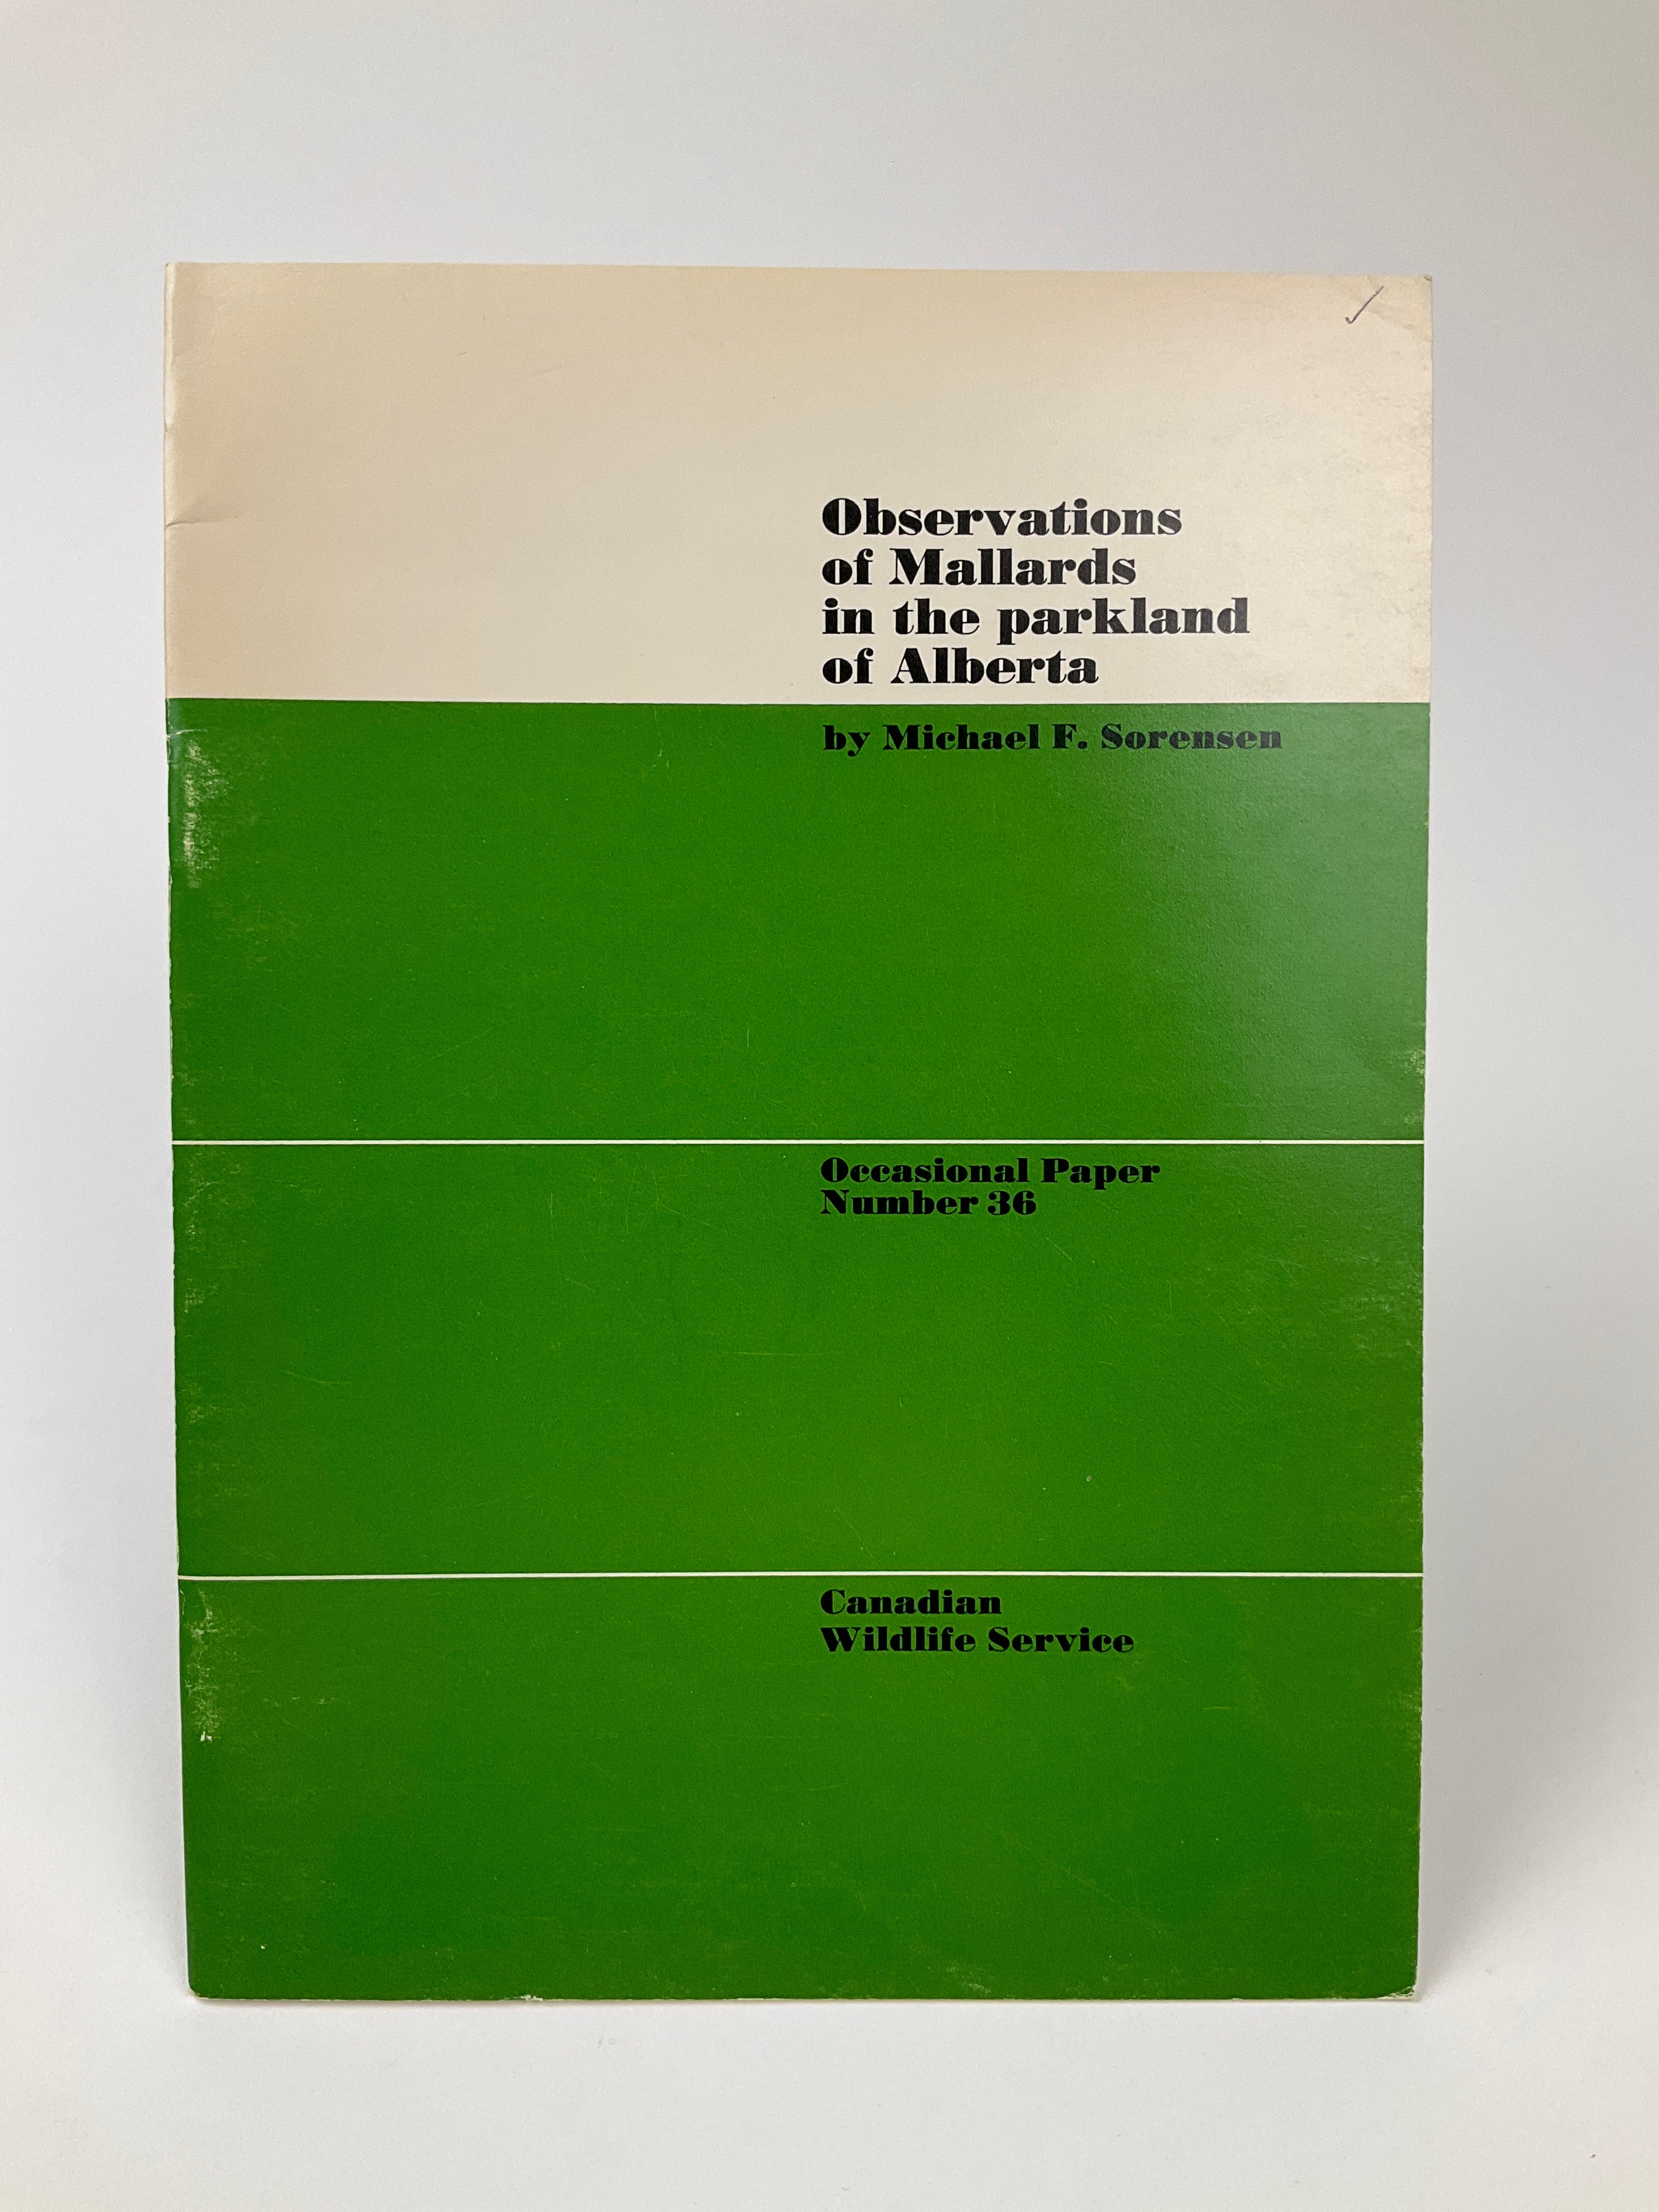 Observations
of Mallards
in the parkland
of Alberta
by Michael F. Sorensen
Occasional Paper
Number 36
Canadian
Wildlife Service